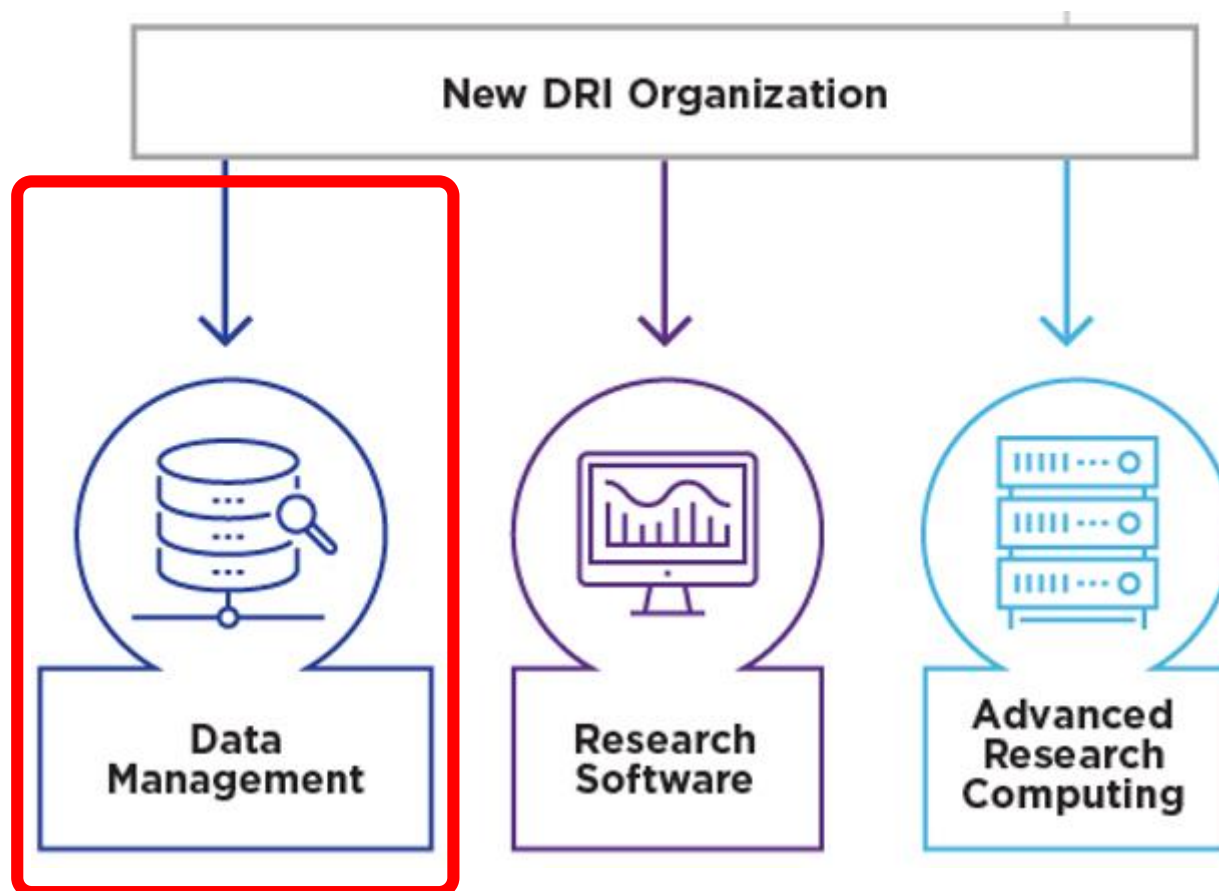 New DRI Organization
Data
Management
Research
Software
Advanced
Research
Computing